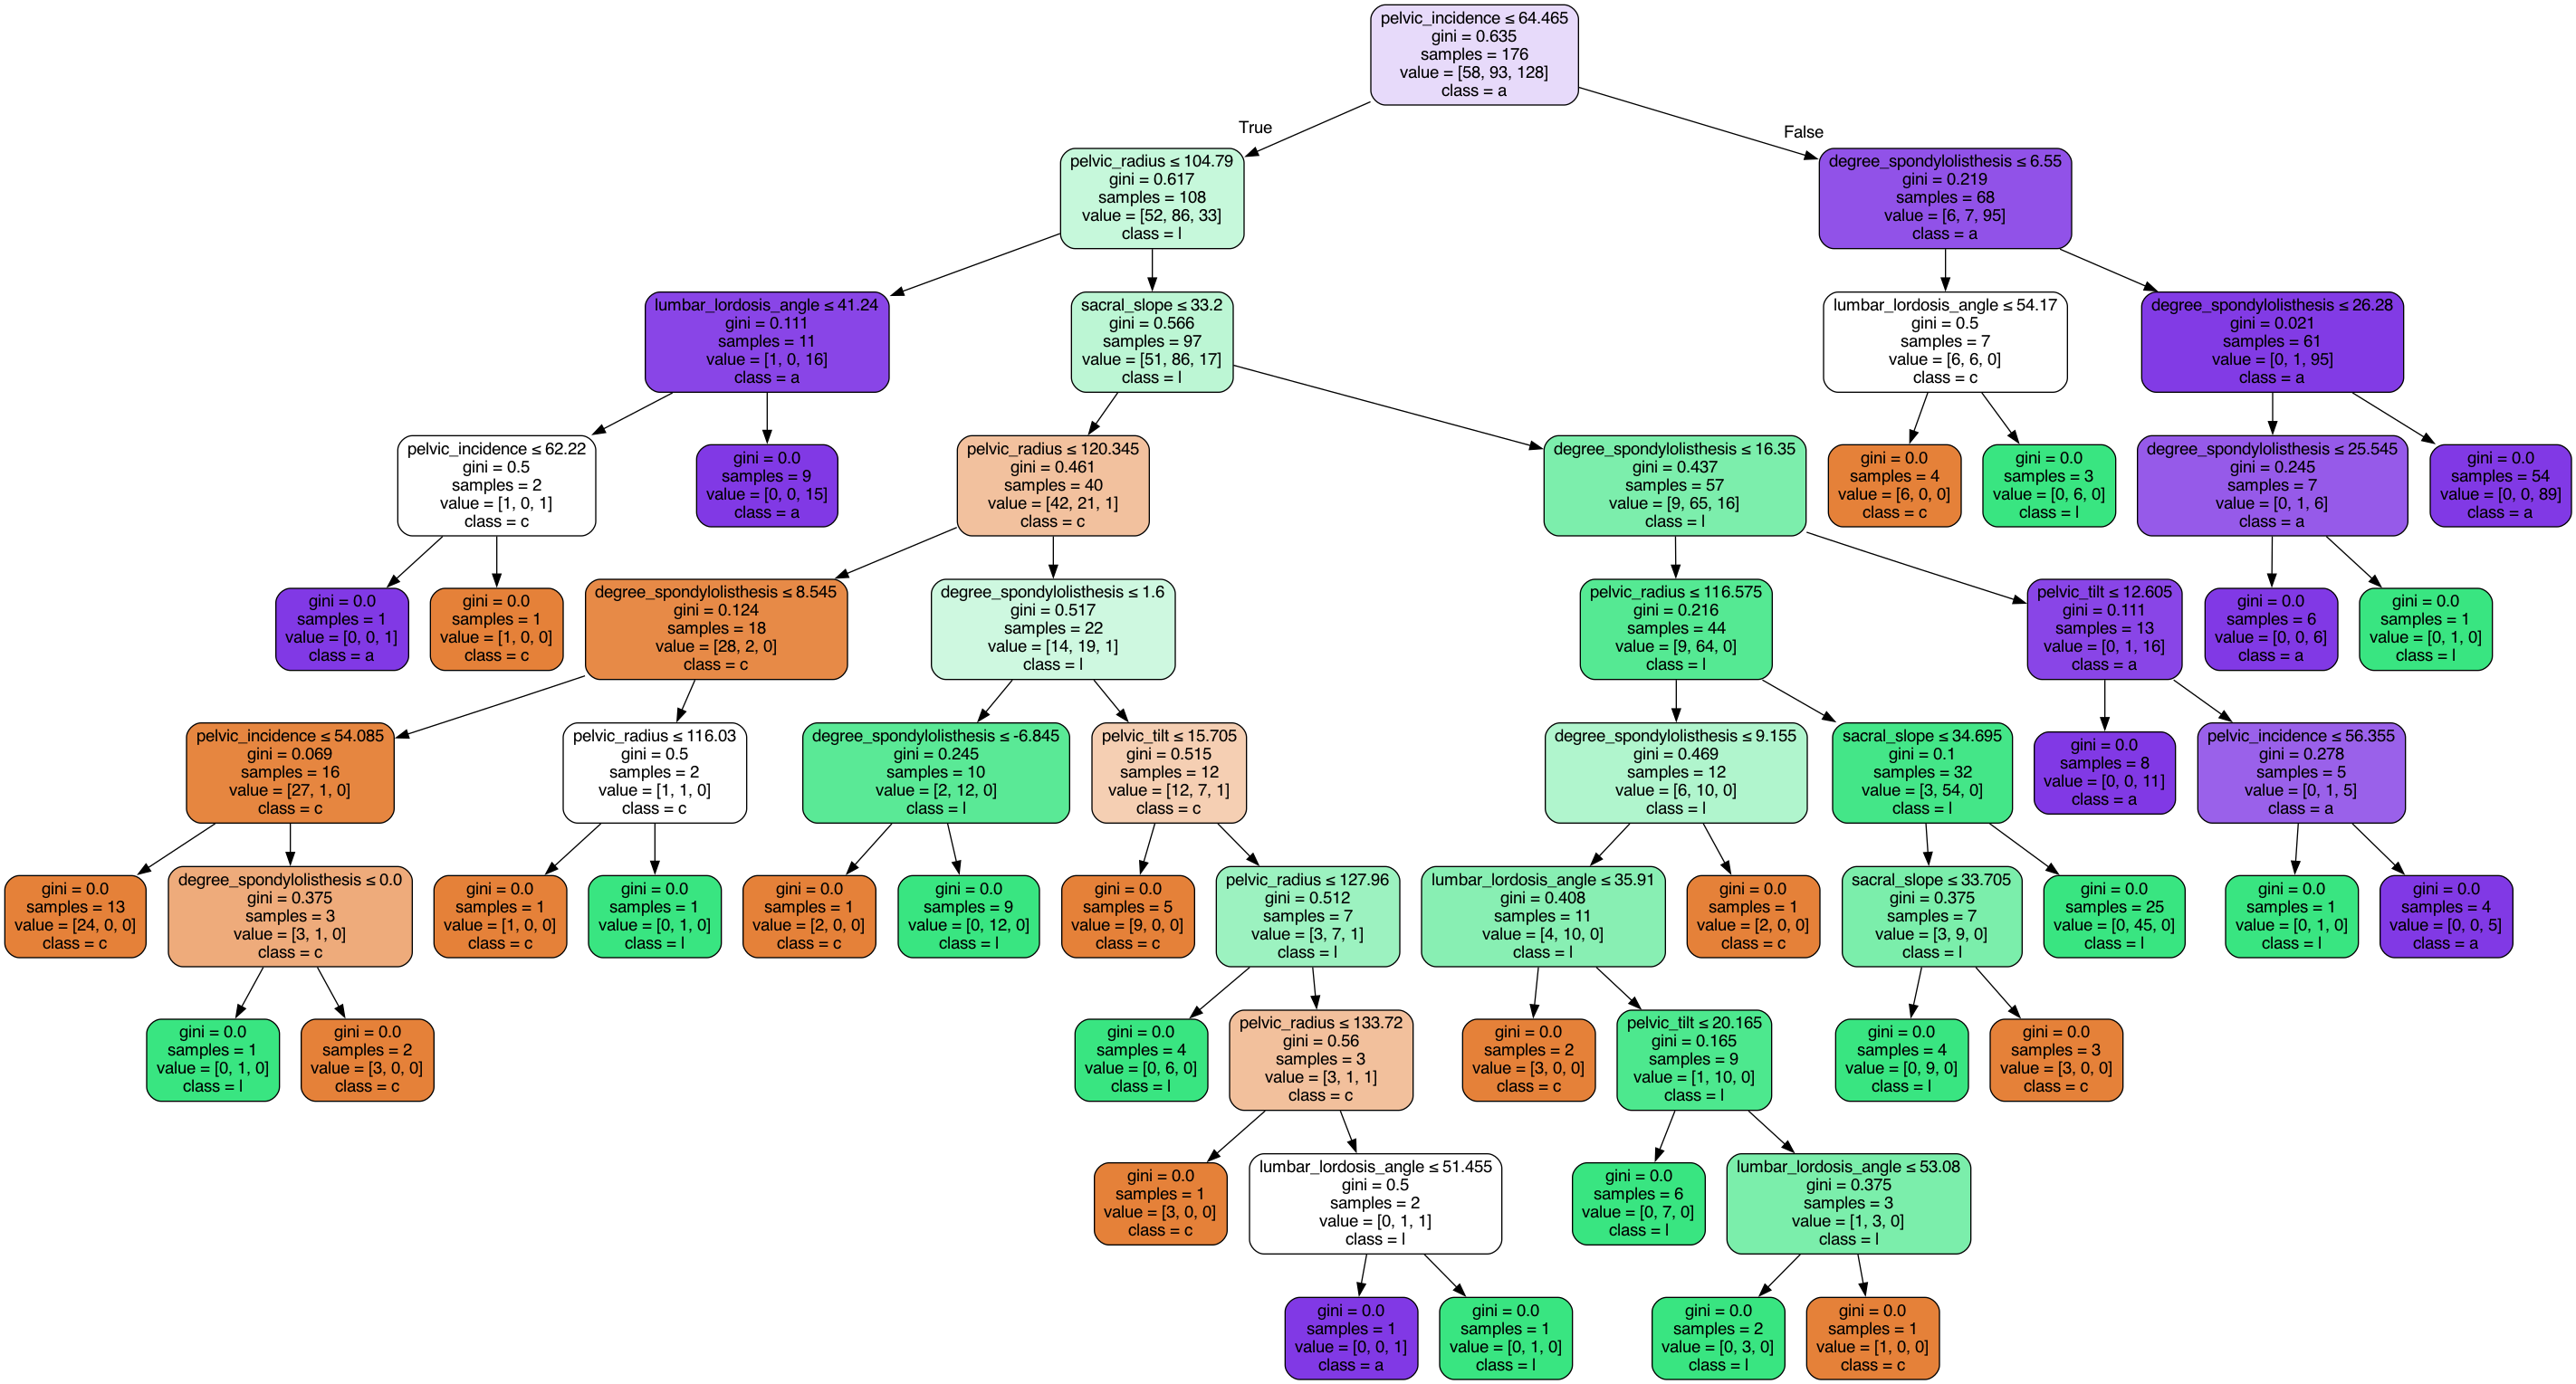 pelvic_incidence ≤ 64.465
gini = 0.635
samples = 176
value = [58, 93, 128]
class = a
True
False
pelvic_radius ≤ 104.79
gini = 0.617
samples = 108
value = [52, 86, 33]
class = l
degree_spondylolisthesis ≤ 6.55
gini = 0.219
samples = 68
value = [6, 7, 95]
class = a
lumbar_lordosis_angle ≤ 41.24
gini = 0.111
samples = 11
value = [1, 0, 16]
class = a
sacral_slope ≤ 33.2
gini = 0.566
samples = 97
value = [51, 86, 17]
class = l
lumbar_lordosis_angle ≤ 54.17
gini = 0.5
samples = 7
value = [6, 6, 0]
class = c
degree_spondylolisthesis ≤ 26.28
gini = 0.021
samples = 61
value = [0, 1, 95]
class = a
pelvic_incidence ≤ 62.22
gini = 0.5
samples = 2
value = [1, 0, 1]
class = c
gini = 0.0
samples = 9
value = [0, 0, 15]
class = a
pelvic_radius ≤ 120.345
gini = 0.461
samples = 40
value = [42, 21, 1]
class = c
degree_spondylolisthesis ≤ 16.35
gini = 0.437
samples = 57
value = [9, 65, 16]
class = l
gini = 0.0
samples = 4
value = [6, 0, 0]
class = c
gini = 0.0
samples = 3
value = [0, 6, 0]
class = l
degree_spondylolisthesis ≤ 25.545
gini = 0.245
samples = 7
value = [0, 1, 6]
class = a
gini = 0.0
samples = 54
value = [0, 0, 89]
class = a
gini = 0.0
samples = 1
value = [0, 0, 1]
class = a
gini = 0.0
samples = 1
value = [1, 0, 0]
class = c
degree_spondylolisthesis ≤ 8.545
gini = 0.124
samples = 18
value = [28, 2, 0]
class = c
degree_spondylolisthesis ≤ 1.6
gini = 0.517
samples = 22
value = [14, 19, 1]
class = l
pelvic_radius ≤ 116.575
gini = 0.216
samples = 44
value = [9, 64, 0]
class = l
pelvic_tilt ≤ 12.605
gini = 0.111
samples = 13
value = [0, 1, 16]
class = a
gini = 0.0
samples = 6
value = [0, 0, 6]
class = a
gini = 0.0
samples = 1
value = [0, 1, 0]
class = l
pelvic_incidence ≤ 54.085
gini = 0.069
samples = 16
value = [27, 1, 0]
class = c
pelvic_radius ≤ 116.03
gini = 0.5
samples = 2
value = [1, 1, 0]
class = c
degree_spondylolisthesis ≤ -6.845
gini = 0.245
samples = 10
value = [2, 12, 0]
class = l
pelvic_tilt ≤ 15.705
gini = 0.515
samples = 12
value = [12, 7, 1]
class = c
degree_spondylolisthesis ≤ 9.155
gini = 0.469
samples = 12
value = [6, 10, 0]
class = l
sacral_slope ≤ 34.695
gini = 0.1
samples = 32
value = [3, 54, 0]
class = l
gini = 0.0
samples = 8
value = [0, 0, 11]
class = a
pelvic_incidence ≤ 56.355
gini = 0.278
samples = 5
value = [0, 1, 5]
class = a
gini = 0.0
samples = 13
value = [24, 0, 0]
class = c
degree_spondylolisthesis ≤ 0.0
gini = 0.375
samples = 3
value = [3, 1, 0]
class = c
gini = 0.0
samples = 1
value = [1, 0, 0]
class = c
gini = 0.0
samples = 1
value = [0, 1, 0]
class = l
gini = 0.0
samples = 1
value = [2, 0, 0]
class = c
gini = 0.0
samples = 9
value = [0, 12, 0]
class = l
gini = 0.0
samples = 5
value = [9, 0, 0]
class = c
pelvic_radius ≤ 127.96
gini = 0.512
samples = 7
value = [3, 7, 1]
class = l
lumbar_lordosis_angle ≤ 35.91
gini = 0.408
samples = 11
value = [4, 10, 0]
class = l
gini = 0.0
samples = 1
value = [2, 0, 0]
class = c
sacral_slope ≤ 33.705
gini = 0.375
samples = 7
value = [3, 9, 0]
class = l
gini = 0.0
samples = 25
value = [0, 45, 0]
class = l
gini = 0.0
samples = 1
value = [0, 1, 0]
class = l
gini = 0.0
samples = 4
value = [0, 0, 5]
class = a
gini = 0.0
samples = 1
value = [0, 1, 0]
class = l
gini = 0.0
samples = 2
value = [3, 0, 0]
class = c
gini = 0.0
samples = 4
value = [0, 6, 0]
class = l
pelvic_radius ≤ 133.72
gini = 0.56
samples = 3
value = [3, 1, 1]
class = c
gini = 0.0
samples = 2
value = [3, 0, 0]
class = c
pelvic_tilt ≤ 20.165
gini = 0.165
samples = 9
value = [1, 10, 0]
class = l
gini = 0.0
samples = 4
value = [0, 9, 0]
class = l
gini = 0.0
samples = 3
value = [3, 0, 0]
class = c
gini = 0.0
samples = 1
value = [3, 0, 0]
class = c
lumbar_lordosis_angle ≤ 51.455
gini = 0.5
samples = 2
value = [0, 1, 1]
class = l
gini = 0.0
samples = 6
value = [0, 7, 0]
class = l
lumbar_lordosis_angle ≤ 53.08
gini = 0.375
samples = 3
value = [1, 3, 0]
class = l
gini = 0.0
samples = 1
value = [0, 0, 1]
class = a
gini = 0.0
samples = 1
value = [0, 1, 0]
class = l
gini = 0.0
samples = 2
value = [0, 3, 0]
class = l
gini = 0.0
samples = 1
value = [1, 0, 0]
class = c